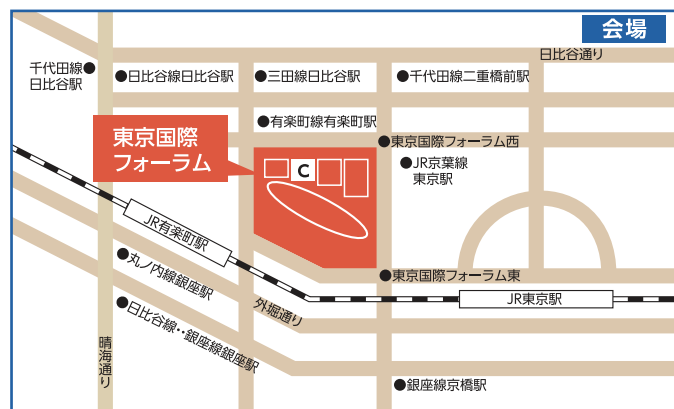 会場
日比谷通り
千代田線
日比谷駅
日比谷線日比谷駅
三田線日比谷駅
千代田線二重橋前駅
有楽町線有楽町駅
東京国際
フォーラム
東京国際フォーラム西
JR京葉線
東京駅
C
JR有楽町駅
丸ノ内線銀座駅
東京国際フォーラム東
外堀通り
JR東京駅
日比谷線・銀座線銀座駅
晴海通り
銀座線京橋駅